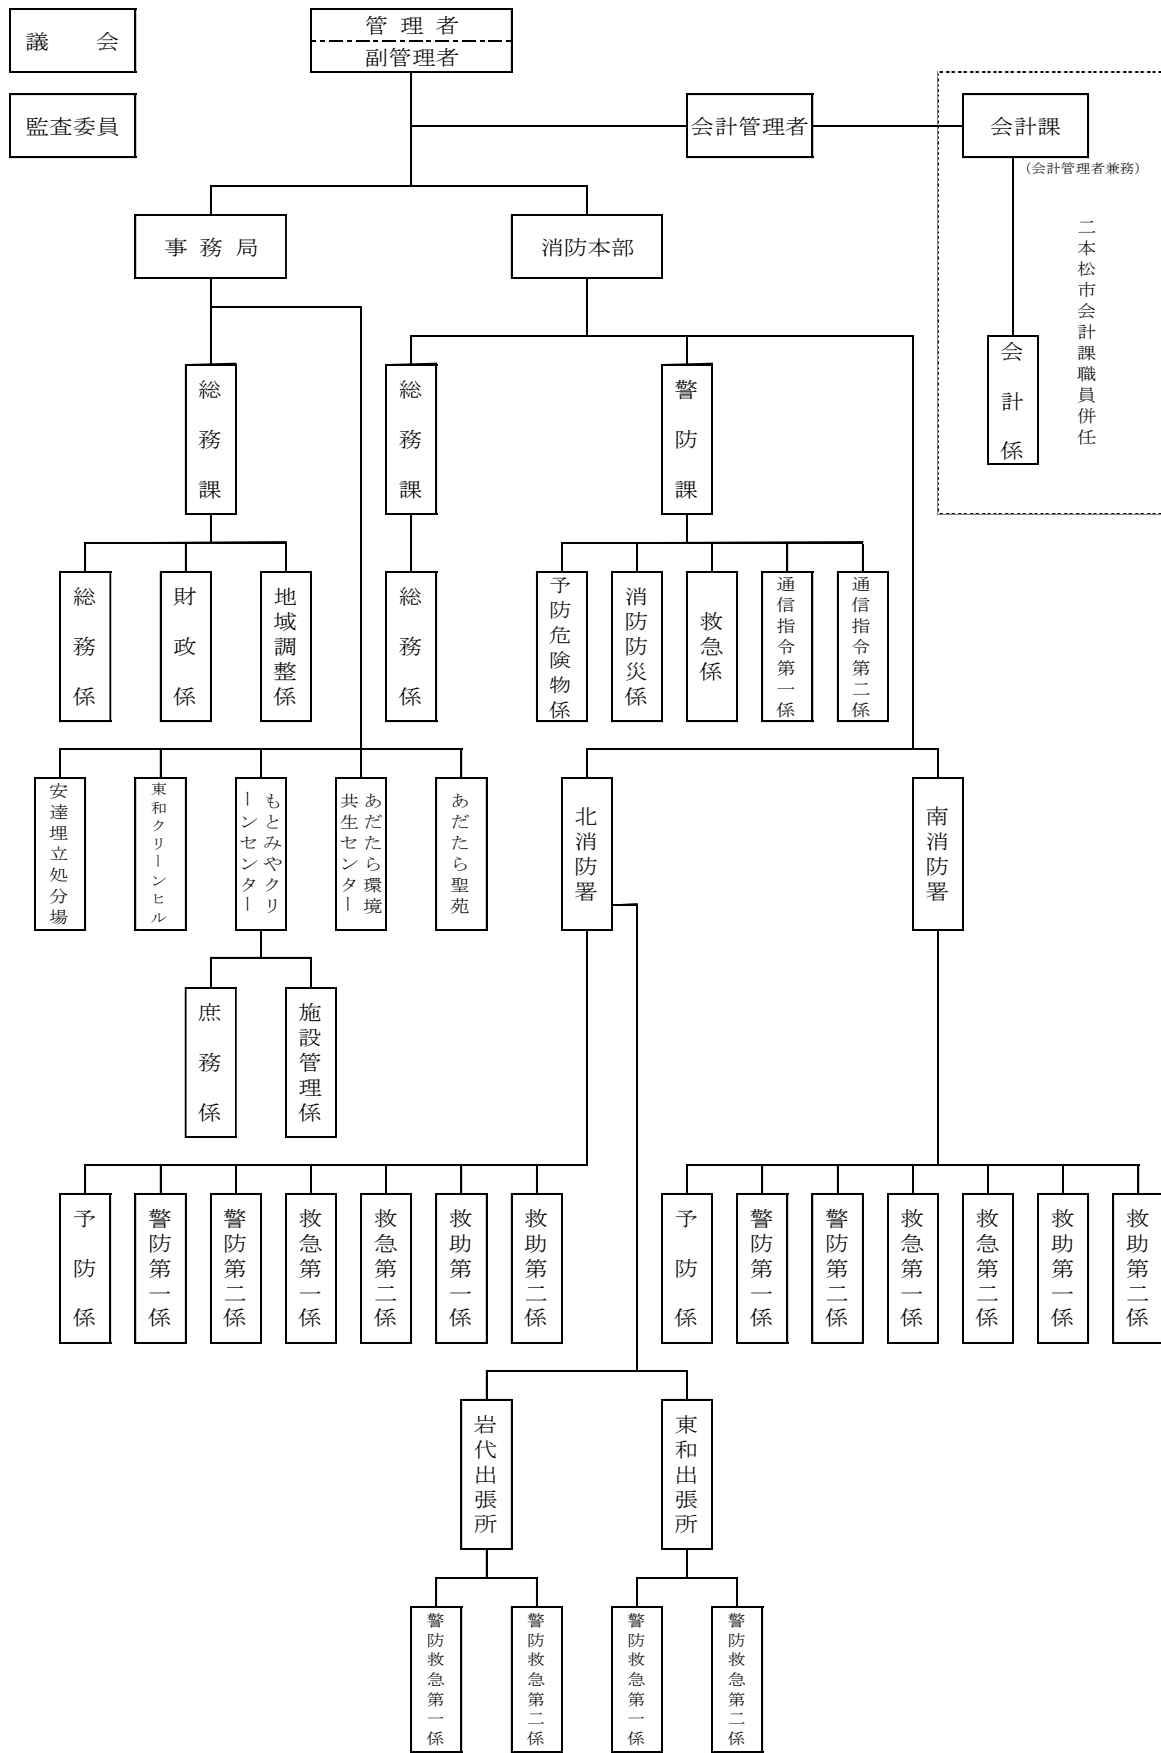 議　会
管 理 者
副管理者
監査委員
会計管理者
会計課
(会計管理者兼務)
二本松市会計課職員併任
事 務 局
消防本部
会計係
総務課
総務課
警防課
総務係
財政係
地域調整係
総務係
予防危険物係
消防防災係
救急係
通信指令第一係
通信指令第二係
安達埋立処分場
東和クリーンヒル
もとみやクリ
ーンセンター
あだたら環境
共生センター
あだたら聖苑
北消防署
南消防署
庶務係
施設管理係
予防係
警防第一係
警防第二係
救急第一係
救急第二係
救助第一係
救助第二係
予防係
警防第一係
警防第二係
救急第一係
救急第二係
救助第一係
救助第二係
岩代出張所
東和出張所
警防救急第一係
警防救急第二係
警防救急第一係
警防救急第二係